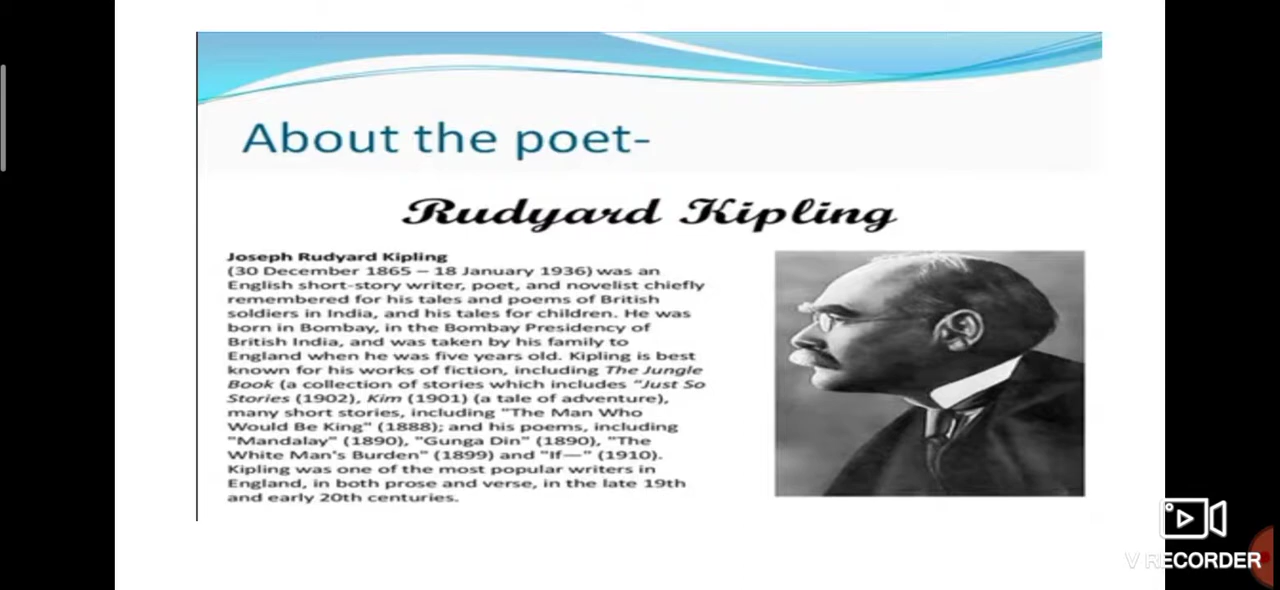 About the poet-
Rudyard Kipling
Joseph Rudyard Kipling
(30 December 1865 – 18 January 1936) was an
English short-story writer, poet, and novelist chiefly
remembered for his tales and poems of British
soldiers in India, and his tales for children. He was
born in Bombay, in the Bombay Presidency of
British India, and was taken by his family to
England when he was five years old. Kipling is best
known for his works of fiction, including The Jungle
Book (a collection of stories which includes "Just So
Stories (1902), Kim (1901) (a tale of adventure),
many short stories, including "The Man Who
Would Be King" (1888); and his poems, including
"Mandalay" (1890), "Gunga Din" (1890), "The
White Man's Burden" (1899) and "If—" (1910).
Kipling was one of the most popular writers in
England, in both prose and verse, in the late 19th
and early 20th centuries.
V RECORDER